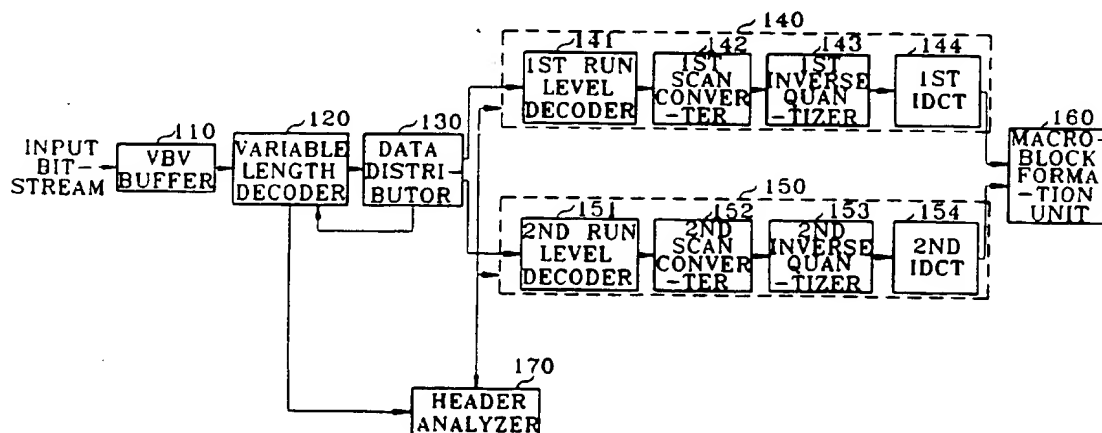 140
141
1ST RUN
LEVEL
DECODER
142
1ST
SCAN
CONVER
-TER
143
1ST
INVERSE
QUAN
-TIZER
144
1ST
IDCT
INPUT
BIT-
STREAM
110
VBV
BUFFER
120
VARIABLE
LENGTH
DECODER
130
DATA
DISTRI-
BUTOR
160
MACRO-
BLOCK
FORMA
-TION
UNIT
150
151
2ND RUN
LEVEL
DECODER
152
2ND
SCAN
CONVER
-TER
153
2ND
INVERSE
QUAN
-TIZER
154
2ND
IDCT
170
HEADER
ANALYZER